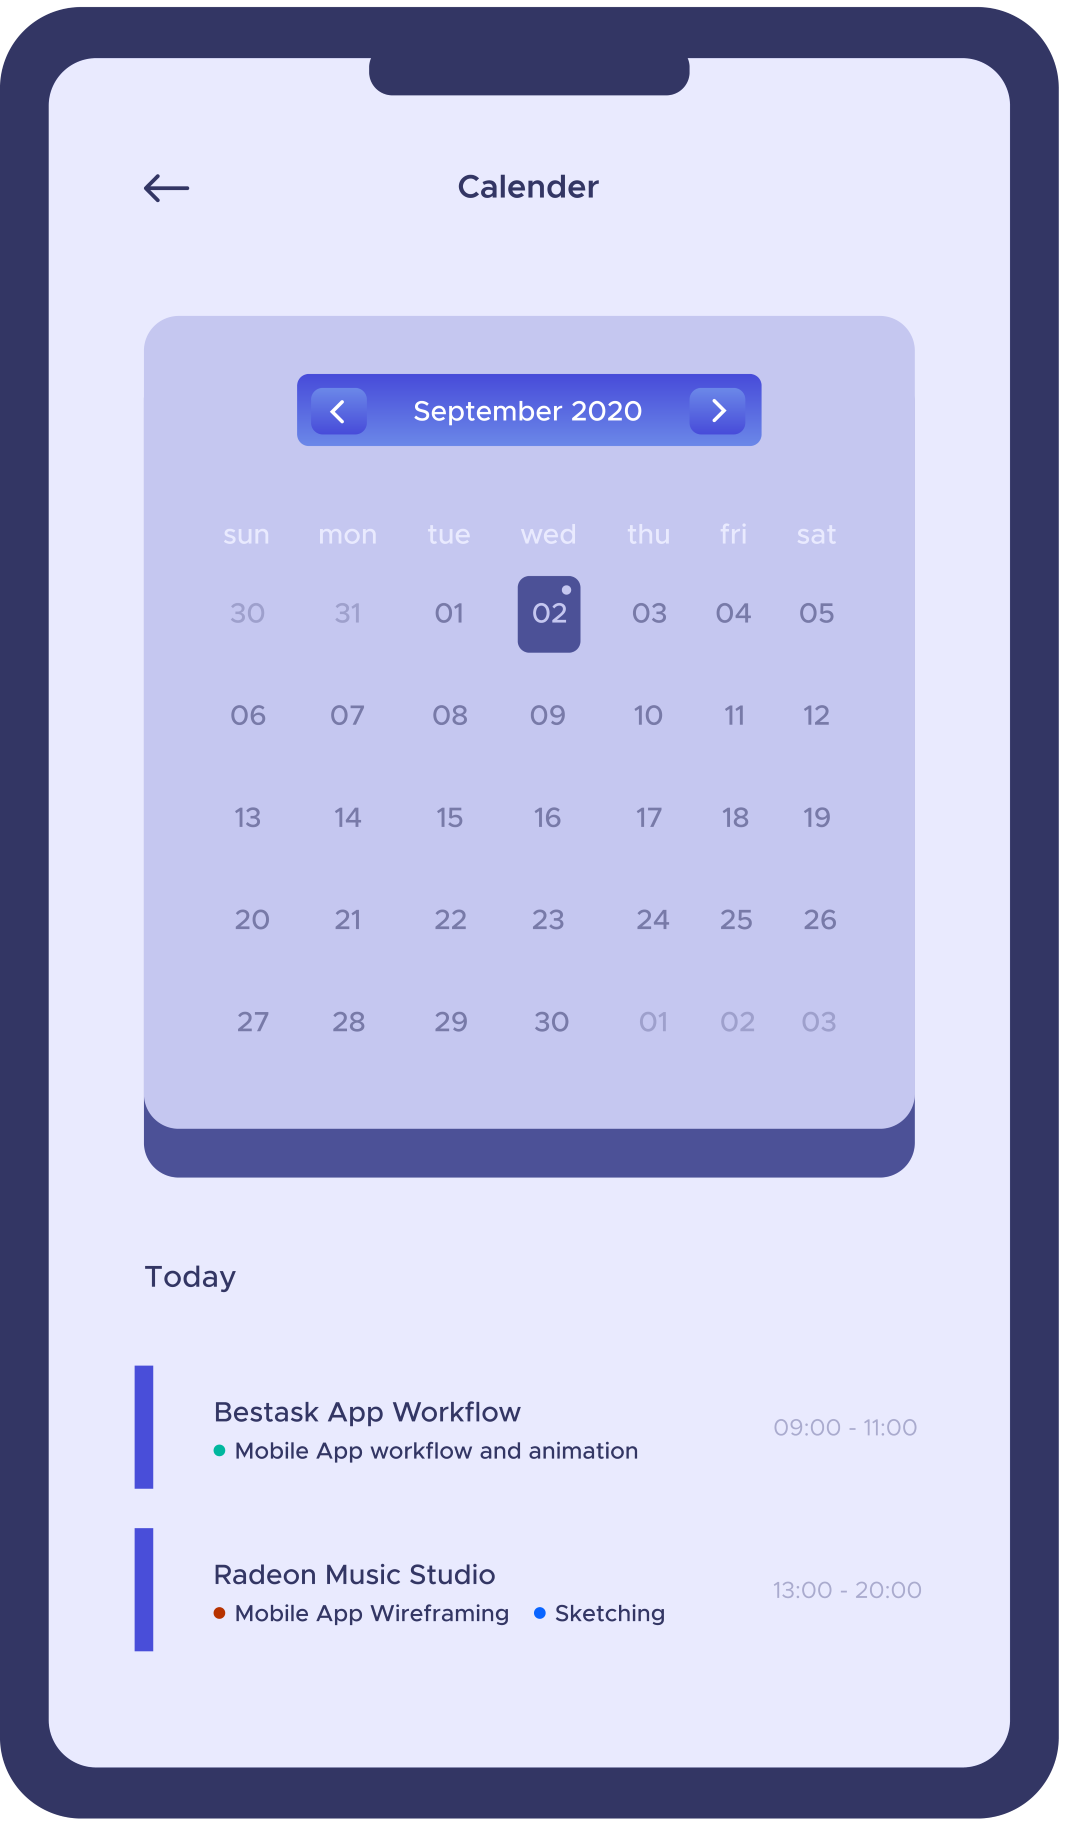 Calender
September 2020
sun mon tue wed thu fri sat
30 31 01 02 03 04 05
06 07 08 09 10 11 12
13 14 15 16 17 18 19
20 21 22 23 24 25 26
27 28 29 30 01 02 03
Today
Bestask App Workflow
Mobile App workflow and animation
09:00 - 11:00
Radeon Music Studio
Mobile App Wireframing Sketching
13:00 - 20:00